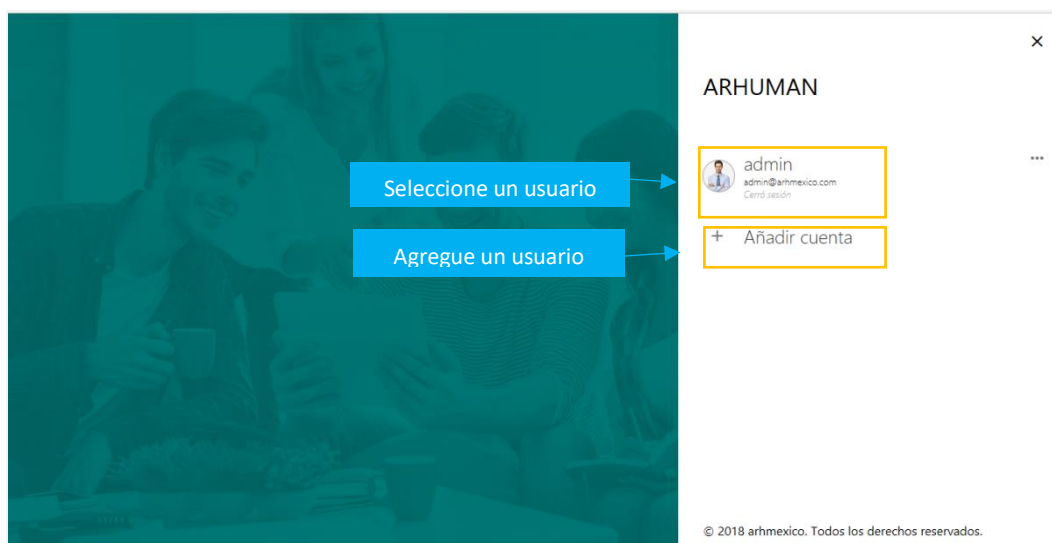 ×
ARHUMAN
admin
...
admin@arhmexico.com
Cerró sesión
Seleccione un usuario
+ Añadir cuenta
Agregue un usuario
© 2018 arhmexico. Todos los derechos reservados.